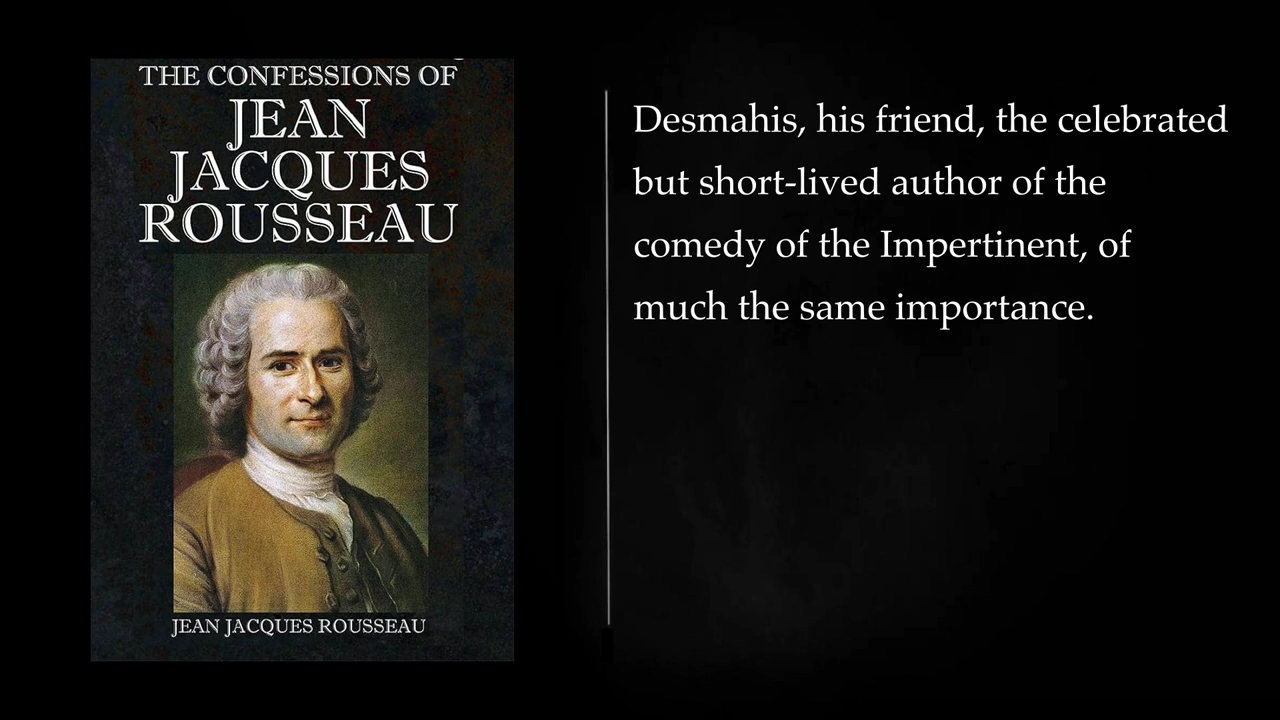 THE CONFESSIONS OF
JEAN
JACQUES
ROUSSEAU
JEAN JACQUES ROUSSEAU
Desmahis, his friend, the celebrated
but short-lived author of the
comedy of the Impertinent, of
much the same importance.